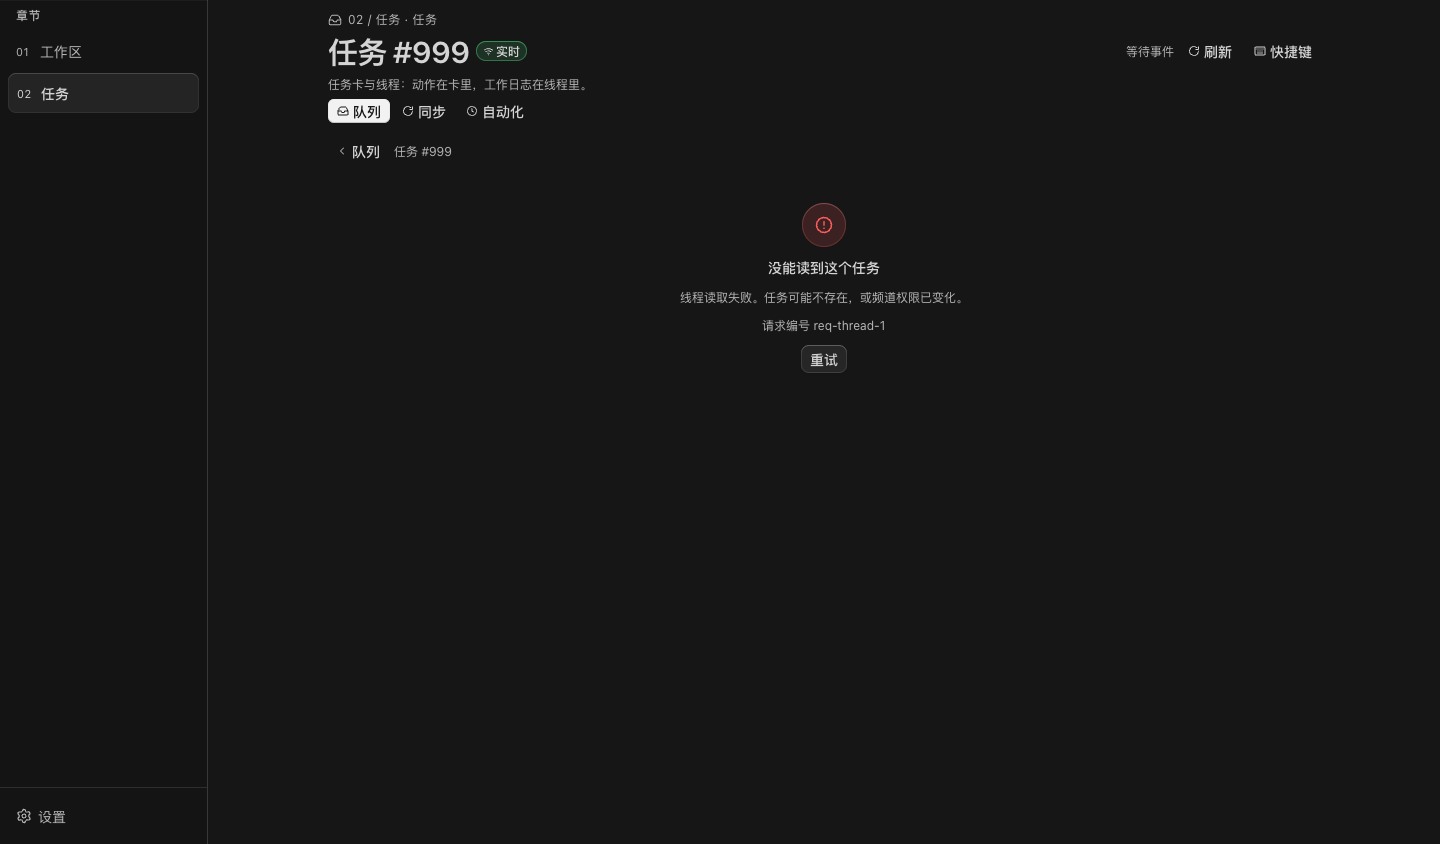 章节
01 工作区
02 任务
设置
02 / 任务 · 任务
任务 #999 实时
等待事件 刷新 快捷键
任务卡与线程：动作在卡里，工作日志在线程里。
队列 同步 自动化
队列 任务 #999
没能读到这个任务
线程读取失败。任务可能不存在，或频道权限已变化。
请求编号 req-thread-1
重试